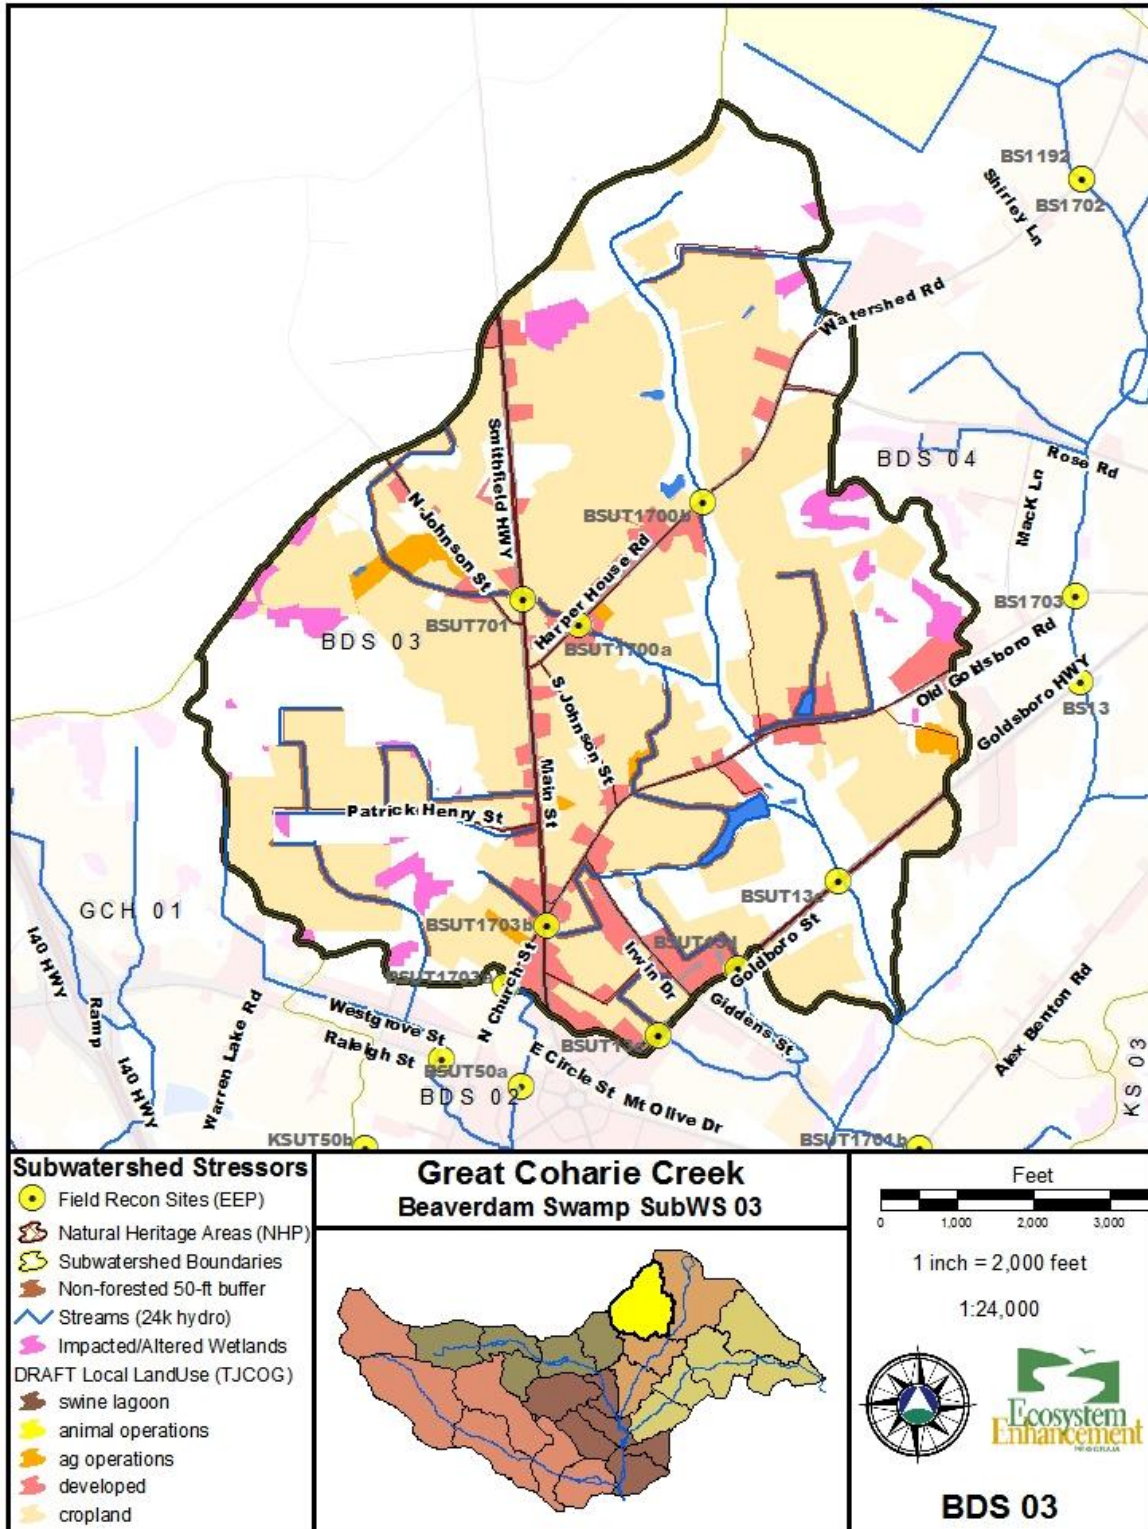 BS1192
BS1702
Shirley Ln
Watershed Rd
BDS 04
Rose Rd
Mack Ln
Smithfield HWY
N Johnson St
BSUT1700b
Harper House Rd
BSUT701
BDS 03
BSUT1700a
BS1703
Old Goldsboro Rd
Goldsboro HWY
BS13
S Johnson St
Main St
Patrick Henry St
GCH 01
BSUT1703b
BSUT13c
Goldboro St
Irwin Dr
Giddens St
N Church St
I40 HWY
Ramp
I40 HWY
Warren Lake Rd
Westgrove St
Raleigh St
BSUT50a
BDS 02
E Circle St
Mt Olive Dr
Alex Benton Rd
KS 03
KSUT50b
BSUT1701b
Subwatershed Stressors
Field Recon Sites (EEP)
Natural Heritage Areas (NHP)
Subwatershed Boundaries
Non-forested 50-ft buffer
Streams (24k hydro)
Impacted/Altered Wetlands
DRAFT Local LandUse (TJCOG)
swine lagoon
animal operations
ag operations
developed
cropland
Great Coharie Creek
Beaverdam Swamp SubWS 03
Feet
0 1,000 2,000 3,000
1 inch = 2,000 feet
1:24,000
Ecosystem
Enhancement
PROGRAM
BDS 03